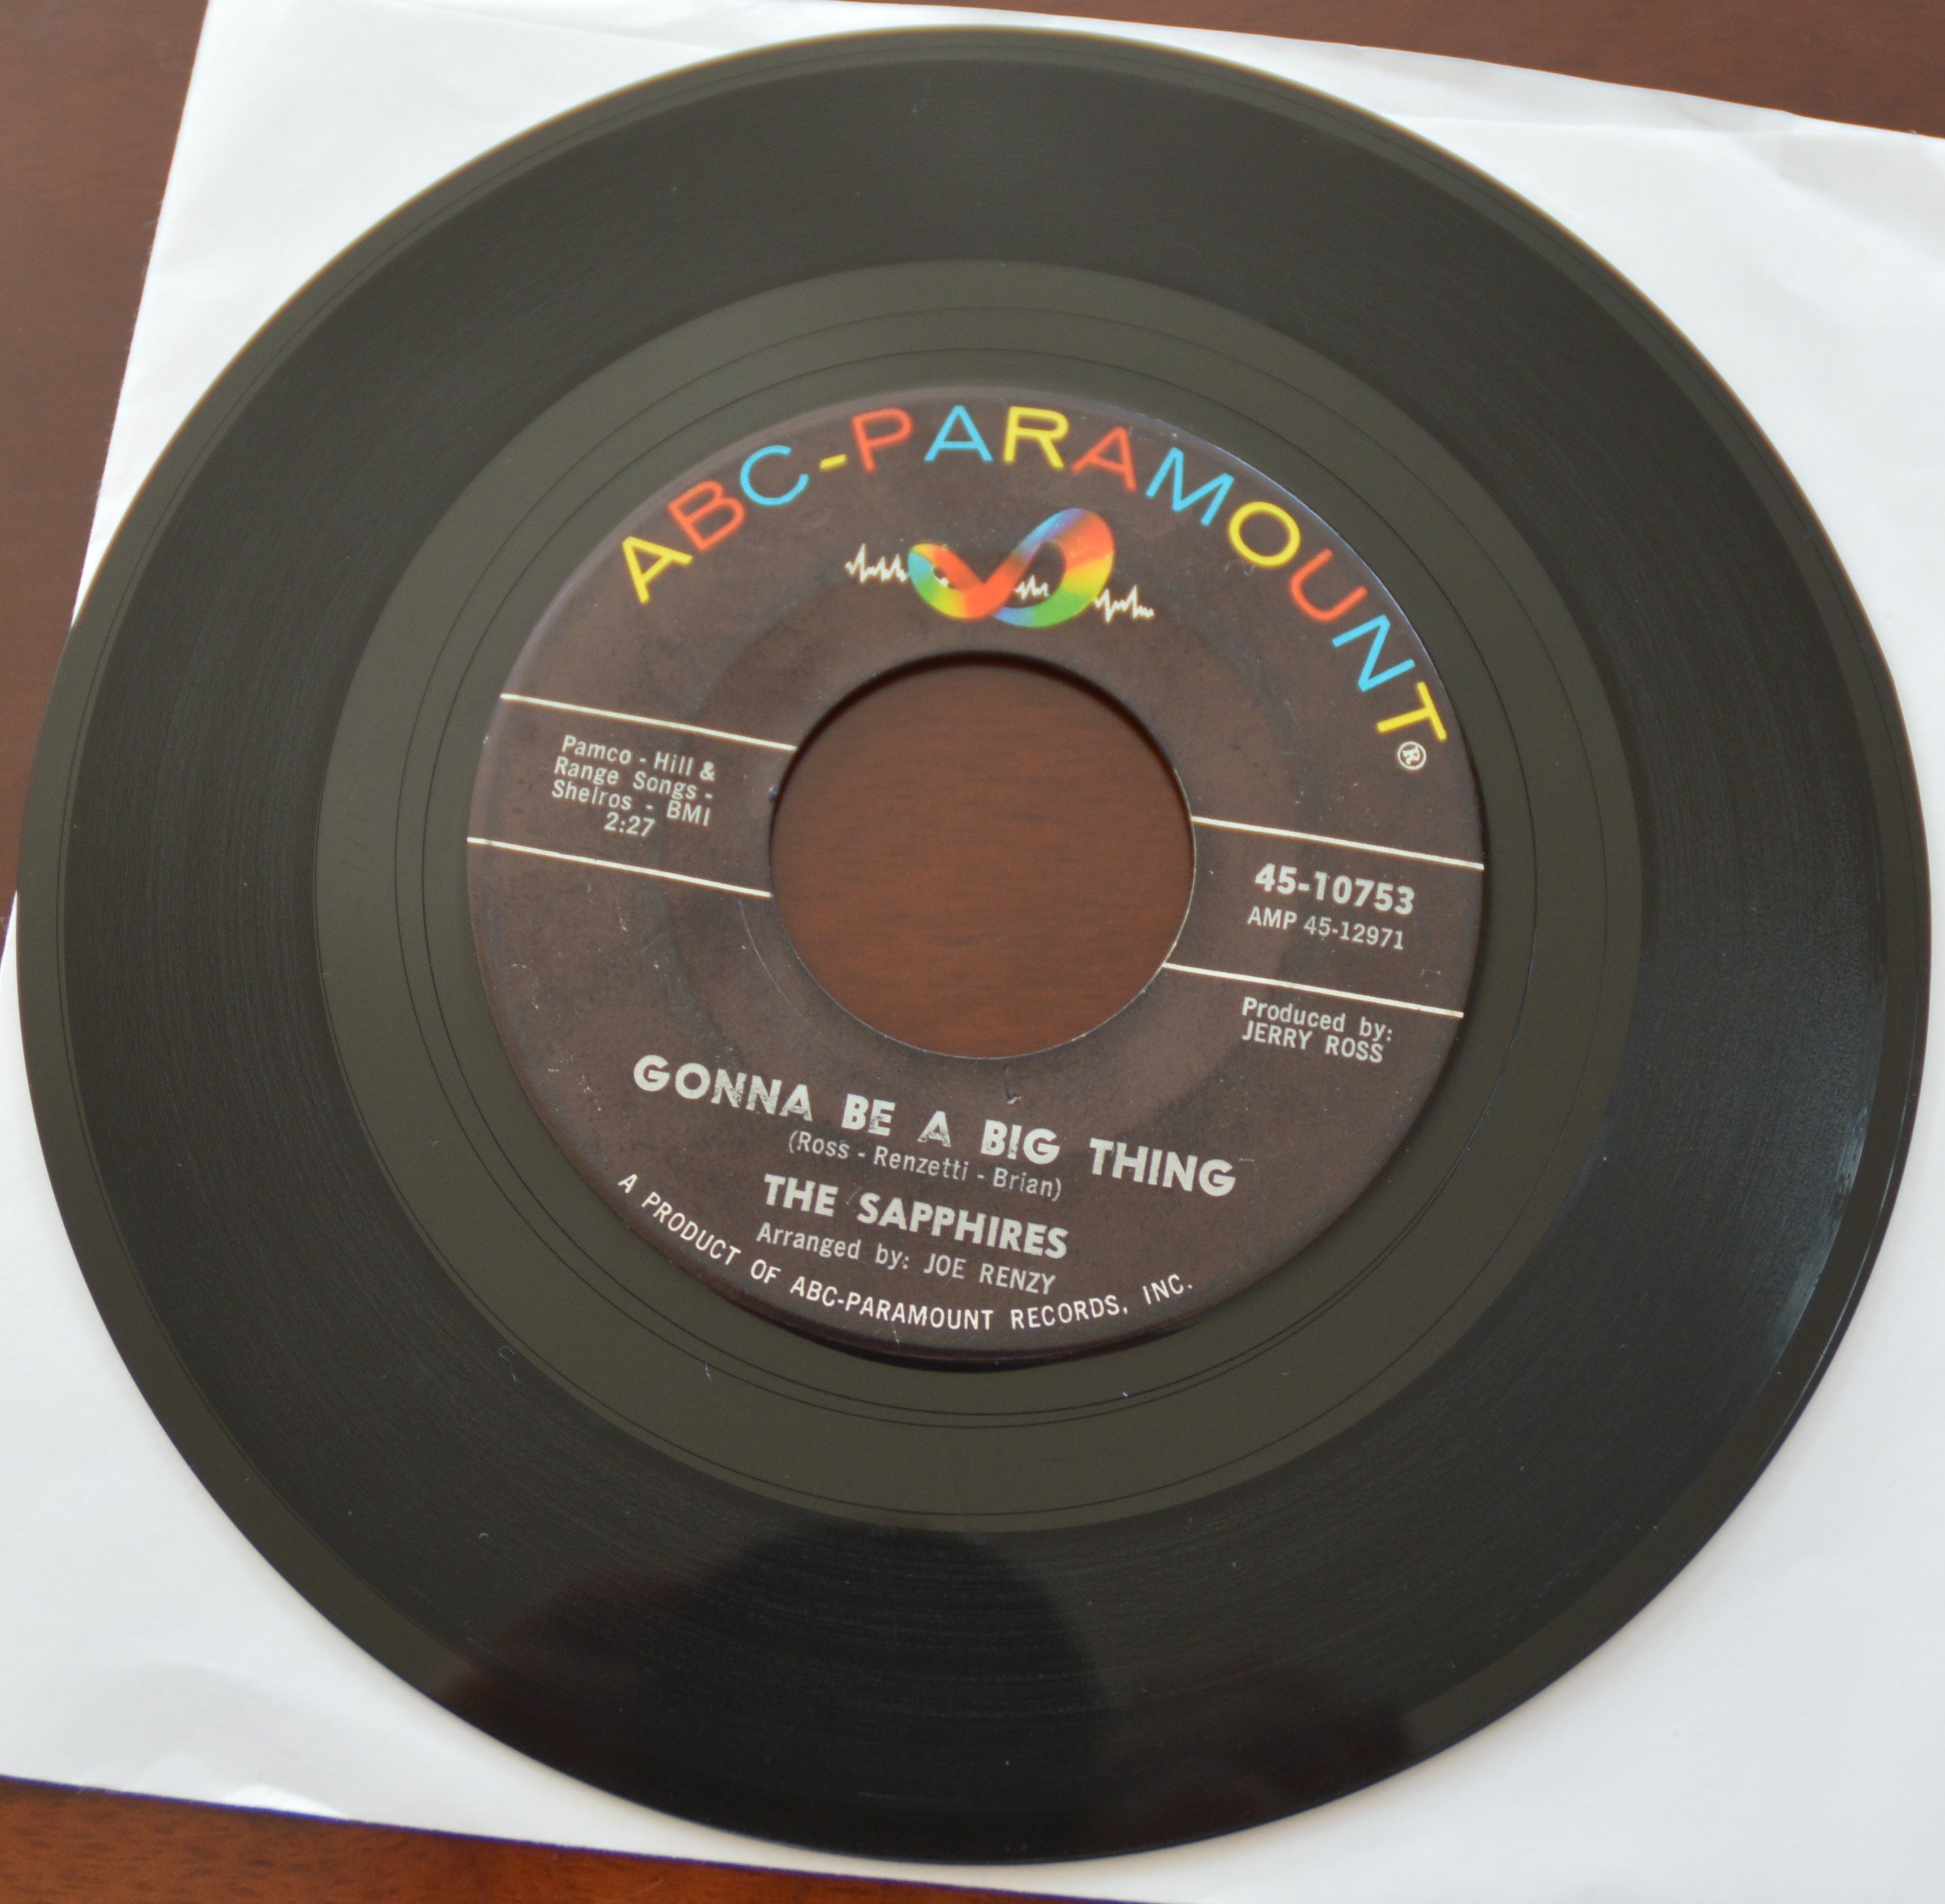 ABC-PARAMOUNT®
Pamco - Hill &
Range Songs -
Shelros - BMI
2:27
45-10753
AMP 45-12971
Produced by:
JERRY ROSS
GONNA BE A BIG THING
(Ross - Renzetti - Brian)
THE SAPPHIRES
Arranged by: JOE RENZY
A PRODUCT OF ABC-PARAMOUNT RECORDS, INC.